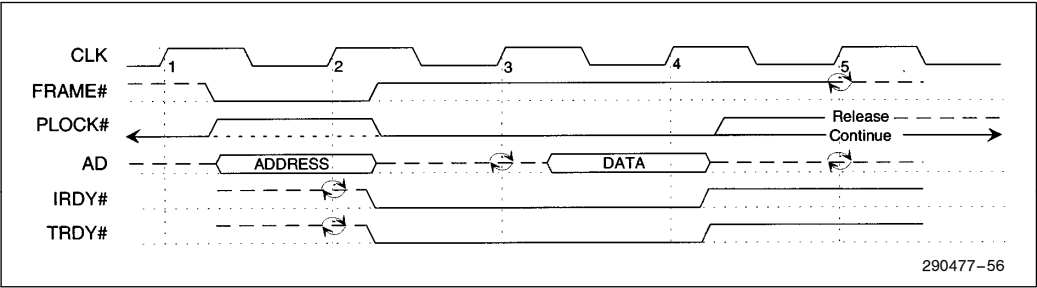 CLK
1 2 3 4 5
FRAME#
PLOCK#
Release
Continue
AD
ADDRESS
DATA
IRDY#
TRDY#
290477-56